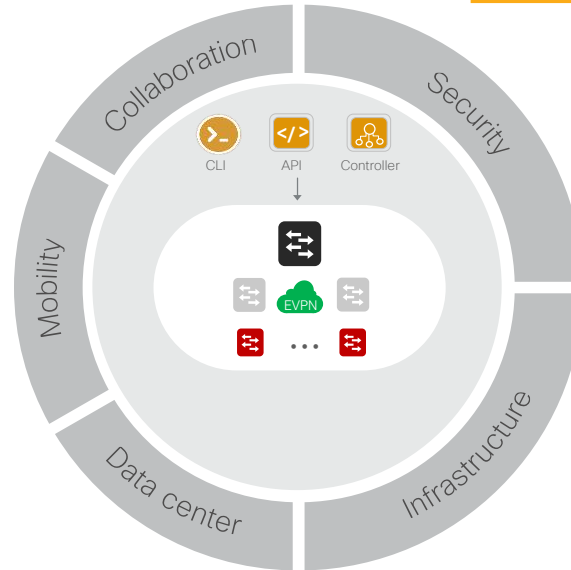 Collaboration
Security
>_
</>
CLI
API
Controller
Mobility
EVPN
...
Data center
Infrastructure